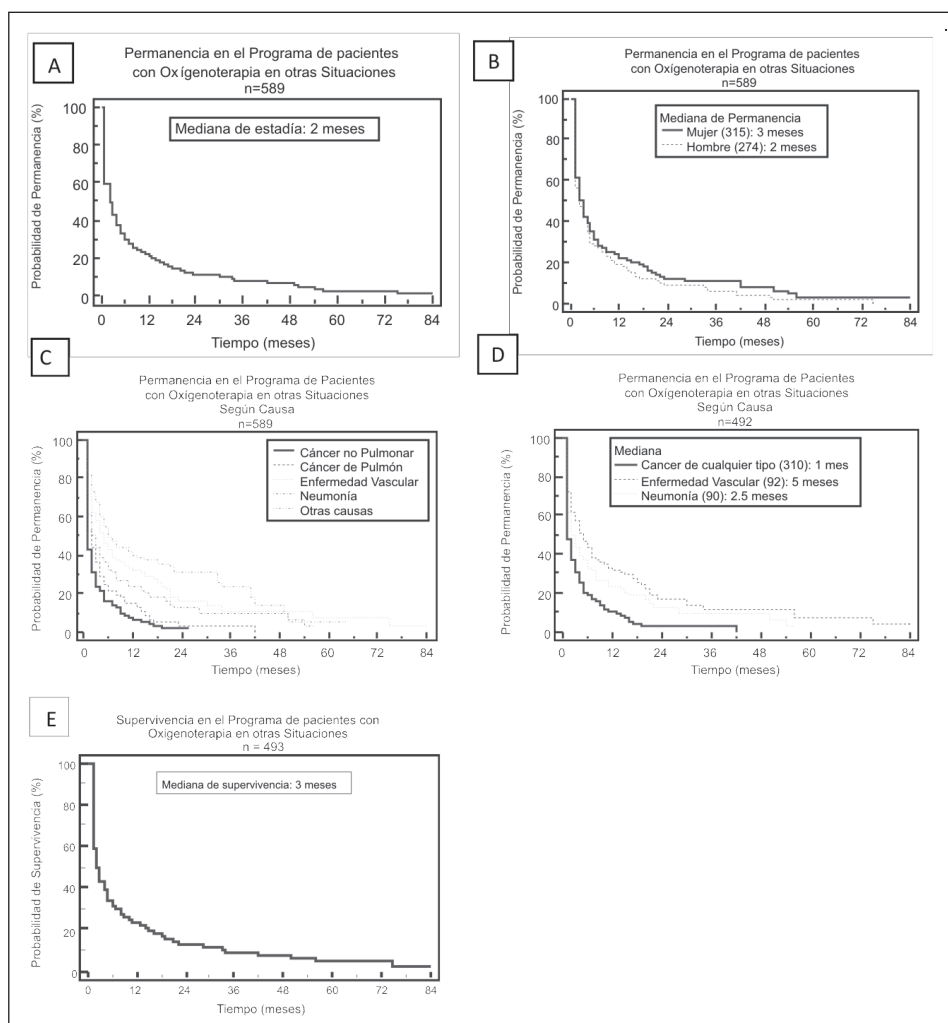 A
Permanencia en el Programa de pacientes
con Oxígenoterapia en otras Situaciones
n=589
Probabilidad de Permanencia (%)
100
80
60
40
20
0
Mediana de estadía: 2 meses
0 12 24 36 48 60 72 84
Tiempo (meses)
B
Permanencia en el Programa de pacientes
con Oxígenoterapia en otras Situaciones
n=589
Probabilidad de Permanencia (%)
100
80
60
40
20
0
Mediana de Permanencia
Mujer (315): 3 meses
Hombre (274): 2 meses
0 12 24 36 48 60 72 84
Tiempo (meses)
C
Permanencia en el Programa de Pacientes
con Oxígenoterapia en otras Situaciones
Según Causa
n=589
Probabilidad de Permanencia (%)
100
80
60
40
20
0
Cáncer no Pulmonar
Cáncer de Pulmón
Enfermedad Vascular
Neumonía
Otras causas
0 12 24 36 48 60 72 84
Tiempo (meses)
D
Permanencia en el Programa de Pacientes
con Oxígenoterapia en otras Situaciones
Según Causa
n=492
Probabilidad de Permanencia (%)
100
80
60
40
20
0
Mediana
Cancer de cualquier tipo (310): 1 mes
Enfermedad Vascular (92): 5 meses
Neumonía (90): 2.5 meses
0 12 24 36 48 60 72 84
Tiempo (meses)
E
Supervivencia en el Programa de pacientes con
Oxigenoterapia en otras Situaciones
n = 493
Probabilidad de Supervivencia (%)
100
80
60
40
20
0
Mediana de supervivencia: 3 meses
0 12 24 36 48 60 72 84
Tiempo (meses)